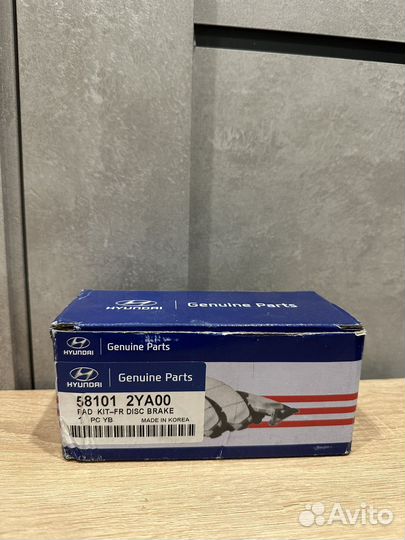 HYUNDAI Genuine Parts
HYUNDAI Genuine Parts
HYUNDAI Genuine Parts
58101 2YA00
PAD KIT-FR DISC BRAKE
1 PC YB MADE IN KOREA
Avito